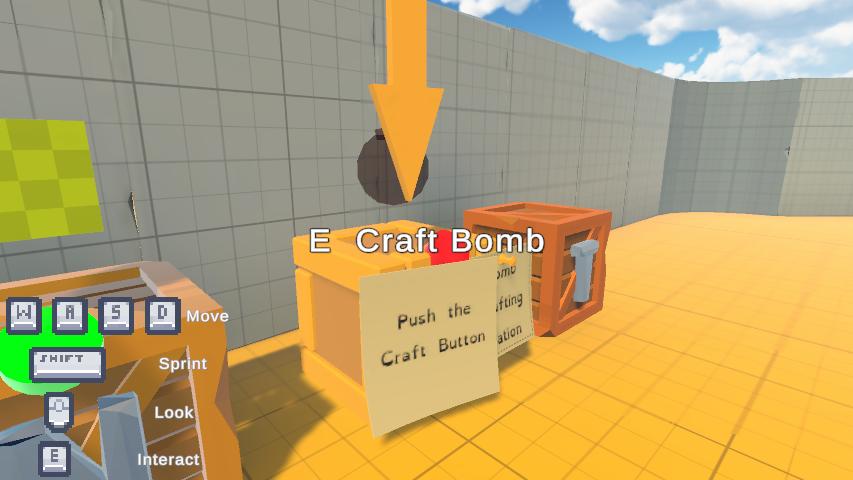 E Craft Bomb
Push the
Craft Button
W A S D Move
SHIFT Sprint
Look
E Interact